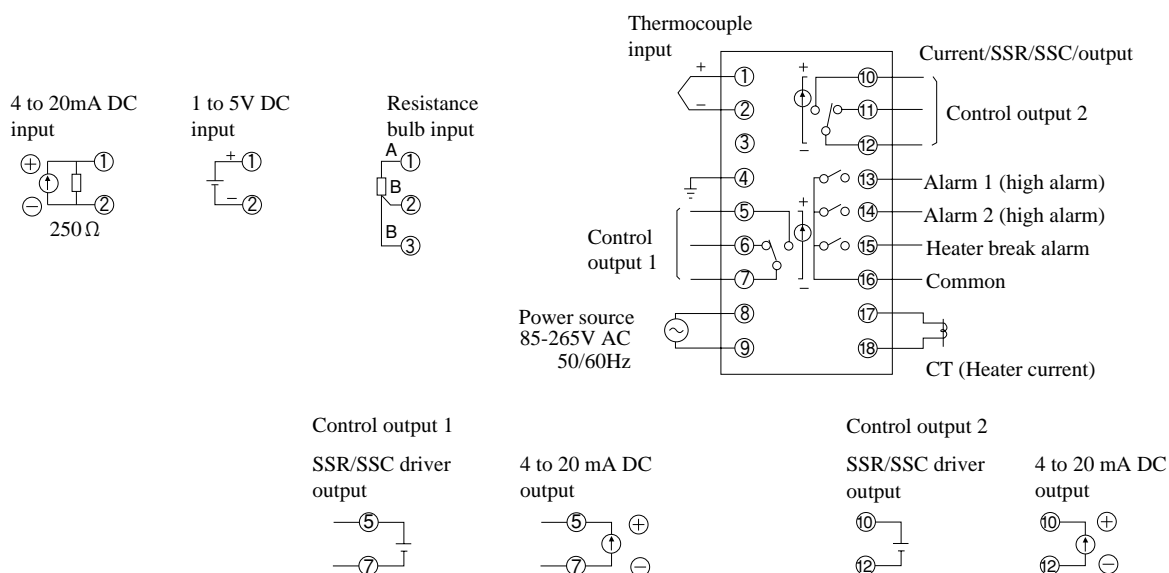 Thermocouple
input
Current/SSR/SSC/output
+
−
① ② ③ ④ ⑤ ⑥ ⑦ ⑧ ⑨
+
−
+
−
⑩ ⑪ ⑫ ⑬ ⑭ ⑮ ⑯ ⑰ ⑱
Control output 2
Alarm 1 (high alarm)
Alarm 2 (high alarm)
Heater break alarm
Common
CT (Heater current)
Control
output 1
Power source
85-265V AC
50/60Hz
4 to 20mA DC
input
⊕ ①
⊖ ②
250 Ω
1 to 5V DC
input
+ ①
− ②
Resistance
bulb input
A ①
B ②
B ③
Control output 1
SSR/SSC driver
output
⑤
⑦
4 to 20 mA DC
output
⑤ ⊕
⑦ ⊖
Control output 2
SSR/SSC driver
output
⑩
⑫
4 to 20 mA DC
output
⑩ ⊕
⑫ ⊖